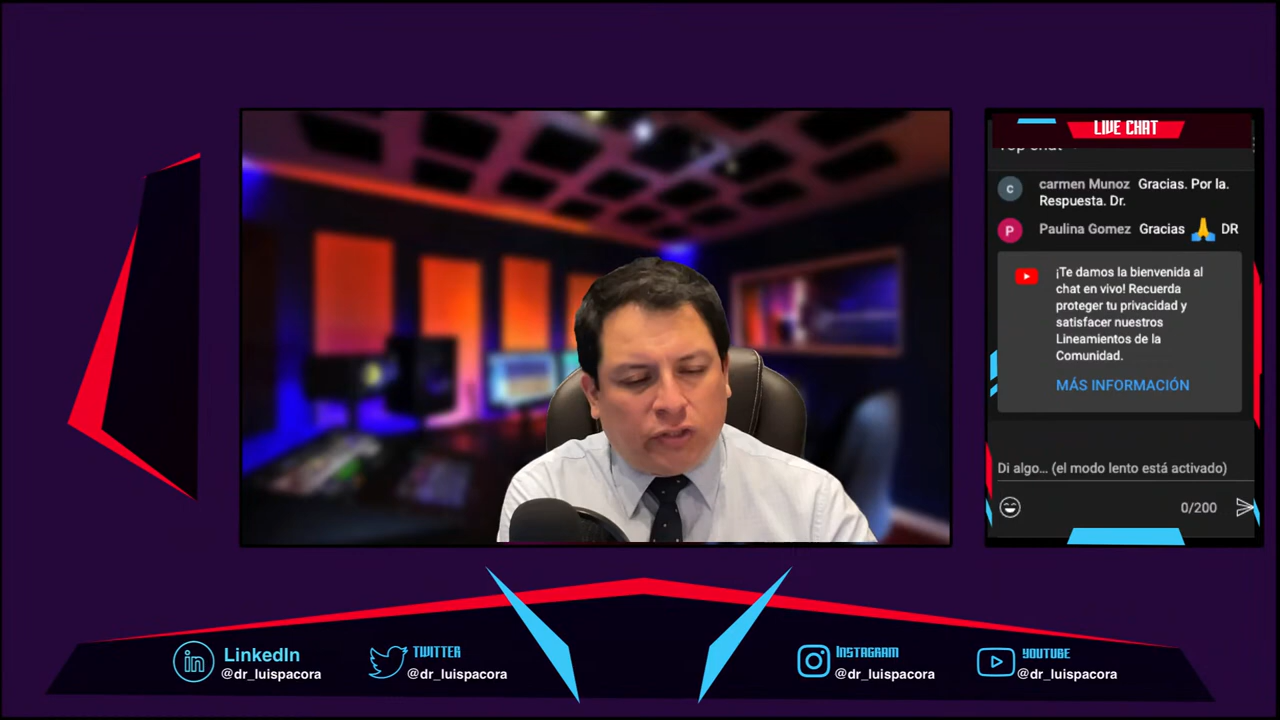 LIVE CHAT
Top chat
carmen Munoz Gracias. Por la.
Respuesta. Dr.
Paulina Gomez Gracias 🙏 DR
¡Te damos la bienvenida al
chat en vivo! Recuerda
proteger tu privacidad y
satisfacer nuestros
Lineamientos de la
Comunidad.
MÁS INFORMACIÓN
Di algo... (el modo lento está activado)
0/200
LinkedIn
@dr_luispacora
TWITTER
@dr_luispacora
INSTAGRAM
@dr_luispacora
YOUTUBE
@dr_luispacora